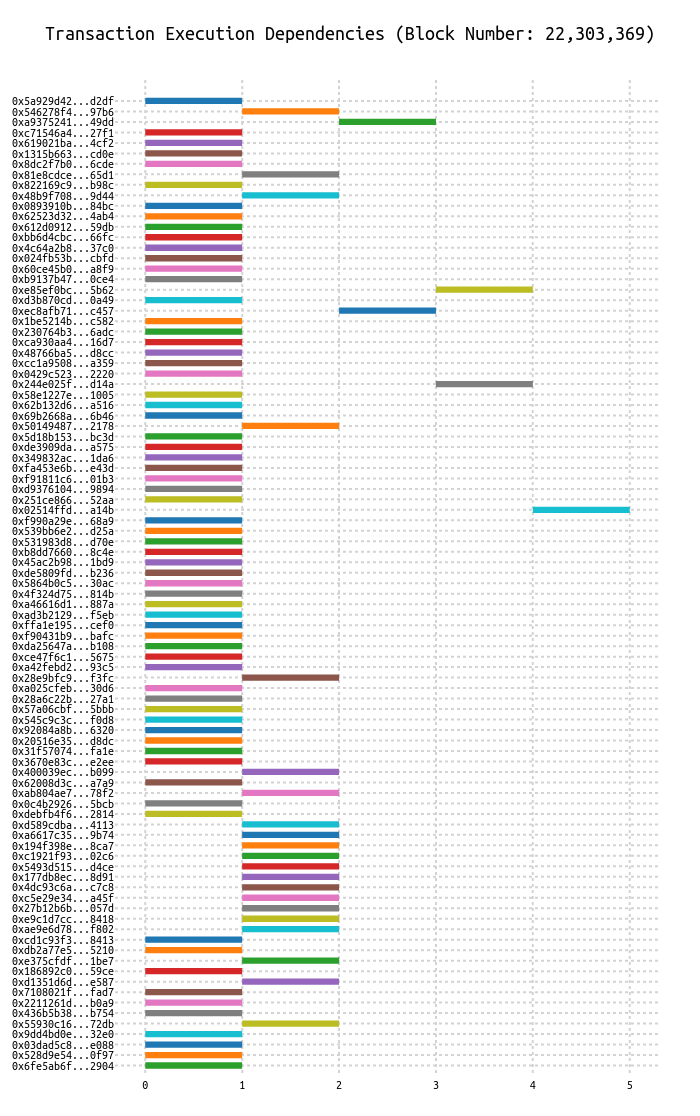 Transaction Execution Dependencies (Block Number: 22,303,369)
0x5a929d42...d2df
0x546278f4...97b6
0xa9375241...49dd
0xc71546a4...27f1
0x619021ba...4cf2
0x1315b663...cd0e
0x8dc2f7b0...6cde
0x81e8cdce...65d1
0x822169c9...b98c
0x48b9f708...9d44
0x0893910b...84bc
0x62523d32...4ab4
0x612d0912...59db
0xbb6d4cbc...66fc
0x4c64a2b8...37c0
0x024fb53b...cbfd
0x60ce45b0...a8f9
0xb9137b47...0ce4
0xe85ef0bc...5b62
0xd3b870cd...0a49
0xec8afb71...c457
0x1be5214b...c582
0x230764b3...6adc
0xca930aa4...16d7
0x48766ba5...d8cc
0xcc1a9508...a359
0x0429c523...2220
0x244e025f...d14a
0x58e1227e...1005
0x62b132d6...a516
0x69b2668a...6b46
0x50149487...2178
0x5d18b153...bc3d
0xde3909da...a575
0x349832ac...1da6
0xfa453e6b...e43d
0xf91811c6...01b3
0xd9376104...9894
0x251ce866...52aa
0x02514ffd...a14b
0xf990a29e...68a9
0x539bb6e2...d25a
0x531983d8...d70e
0xb8dd7660...8c4e
0x45ac2b98...1bd9
0xde5809fd...b236
0x5864b0c5...30ac
0x4f324d75...814b
0xa46616d1...887a
0xad3b2129...f5eb
0xffa1e195...cef0
0xf90431b9...bafc
0xda25647a...b108
0xce47f6c1...5675
0xa42febd2...93c5
0x28e9bfc9...f3fc
0xa025cfeb...30d6
0x28a6c22b...27a1
0x57a06cbf...5bbb
0x545c9c3c...f0d8
0x92084a8b...6320
0x20516e35...d8dc
0x31f57074...fa1e
0x3670e83c...e2ee
0x400039ec...b099
0x62008d3c...a7a9
0xab804ae7...78f2
0x0c4b2926...5bcb
0xdebfb4f6...2814
0xd589cdba...4113
0xa6617c35...9b74
0x194f398e...8ca7
0xc1921f93...02c6
0x5493d515...d4ce
0x177db8ec...8d91
0x4dc93c6a...c7c8
0xc5e29e34...a45f
0x27b12b6b...057d
0xe9c1d7cc...8418
0xae9e6d78...f802
0xcd1c93f3...8413
0xdb2a77e5...5210
0xe375cfdf...1be7
0x186892c0...59ce
0xd1351d6d...e587
0x7108021f...fad7
0x2211261d...b0a9
0x436b5b38...b754
0x55930c16...72db
0x9dd4bd0e...32e0
0x03dad5c8...e088
0x528d9e54...0f97
0x6fe5ab6f...2904
0 1 2 3 4 5